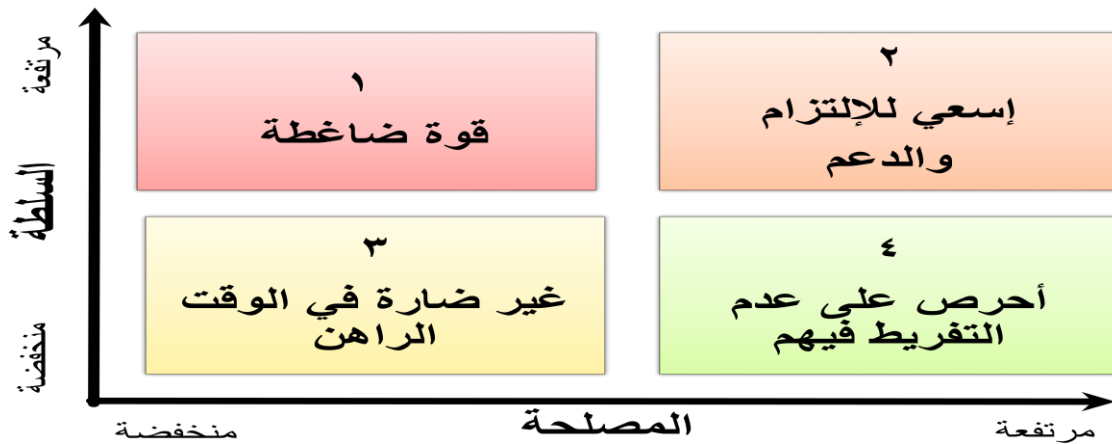 مرتفعة
السلطة
منخفضة
١
قوة ضاغطة
٢
إسعي للإلتزام
والدعم
٣
غير ضارة في الوقت
الراهن
٤
أحرص على عدم
التفريط فيهم
منخفضة
المصلحة
مرتفعة